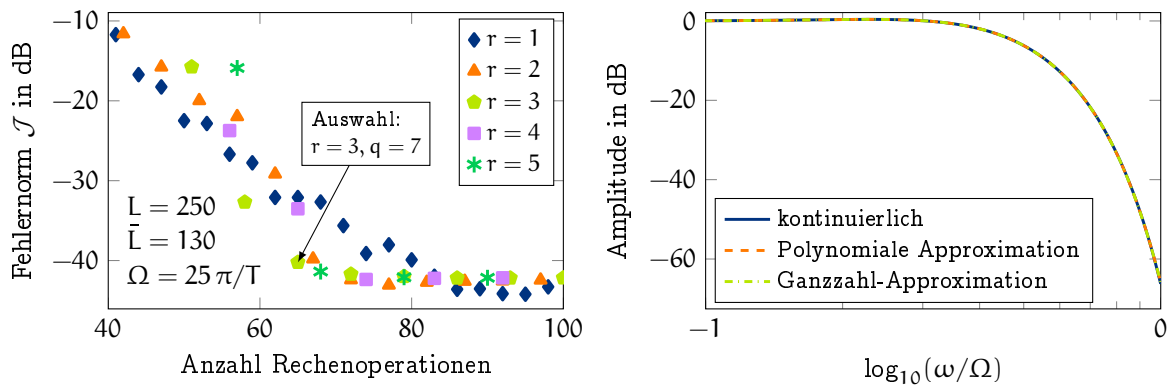 −10
−20
−30
−40
40
60
80
100
Fehlernorm 𝒥 in dB
Anzahl Rechenoperationen
r = 1
r = 2
r = 3
r = 4
r = 5
Auswahl:
r = 3, q = 7
L = 250
L̄ = 130
Ω = 25 π/T
0
−20
−40
−60
−1
0
Amplitude in dB
log₁₀(ω/Ω)
kontinuierlich
Polynomiale Approximation
Ganzzahl-Approximation